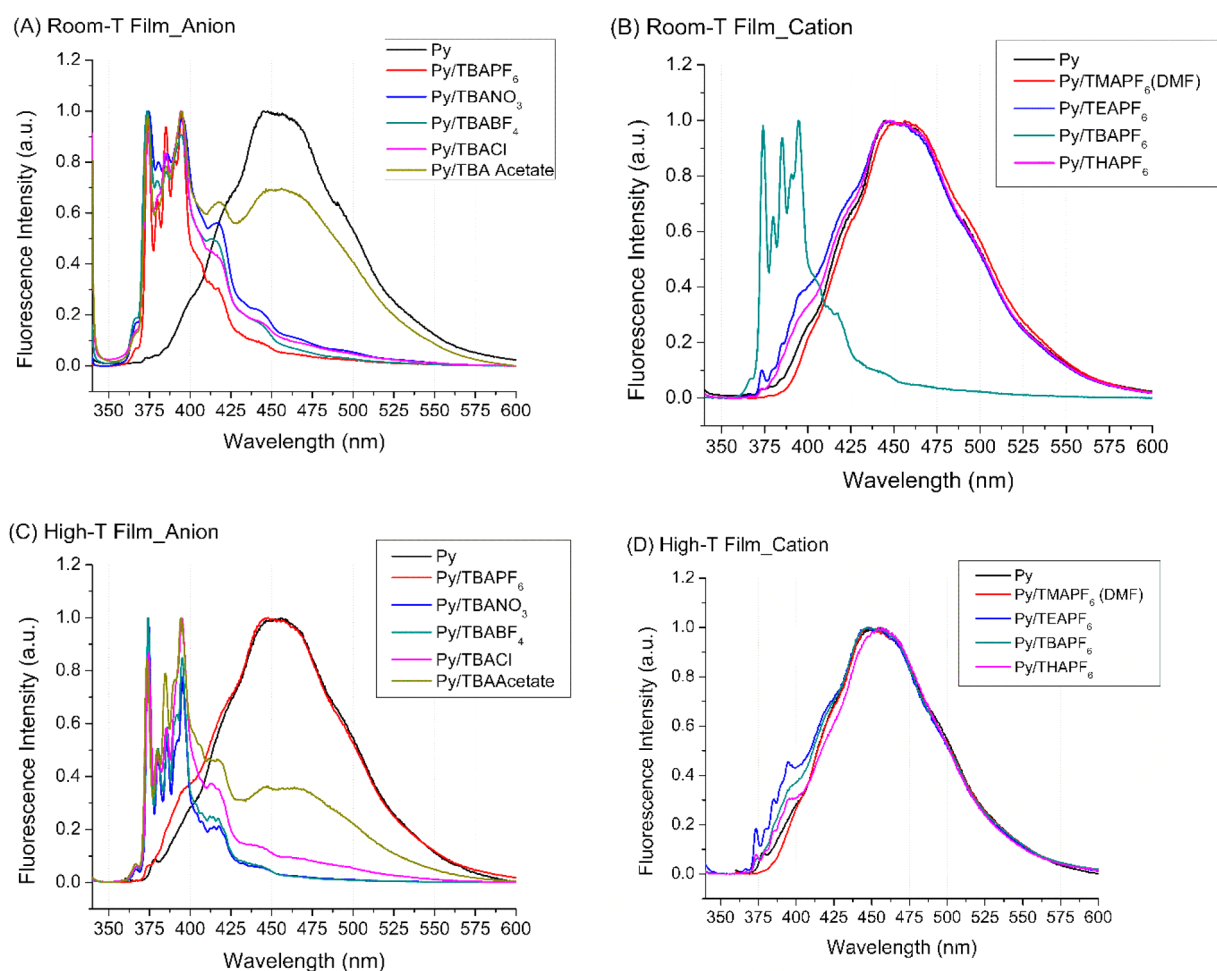 (A) Room-T Film_Anion
Py
Py/TBAPF6
Py/TBANO3
Py/TBABF4
Py/TBACl
Py/TBA Acetate
Fluorescence Intensity (a.u.)
1.2
1.0
0.8
0.6
0.4
0.2
0.0
350 375 400 425 450 475 500 525 550 575 600
Wavelength (nm)
(B) Room-T Film_Cation
Py
Py/TMAPF6(DMF)
Py/TEAPF6
Py/TBAPF6
Py/THAPF6
Fluorescence Intensity (a.u.)
1.2
1.0
0.8
0.6
0.4
0.2
0.0
350 375 400 425 450 475 500 525 550 575 600
Wavelength (nm)
(C) High-T Film_Anion
Py
Py/TBAPF6
Py/TBANO3
Py/TBABF4
Py/TBACl
Py/TBAAcetate
Fluorescence Intensity (a.u.)
1.2
1.0
0.8
0.6
0.4
0.2
0.0
350 375 400 425 450 475 500 525 550 575 600
Wavelength (nm)
(D) High-T Film_Cation
Py
Py/TMAPF6 (DMF)
Py/TEAPF6
Py/TBAPF6
Py/THAPF6
Fluorescence Intensity (a.u.)
1.2
1.0
0.8
0.6
0.4
0.2
0.0
350 375 400 425 450 475 500 525 550 575 600
Wavelength (nm)